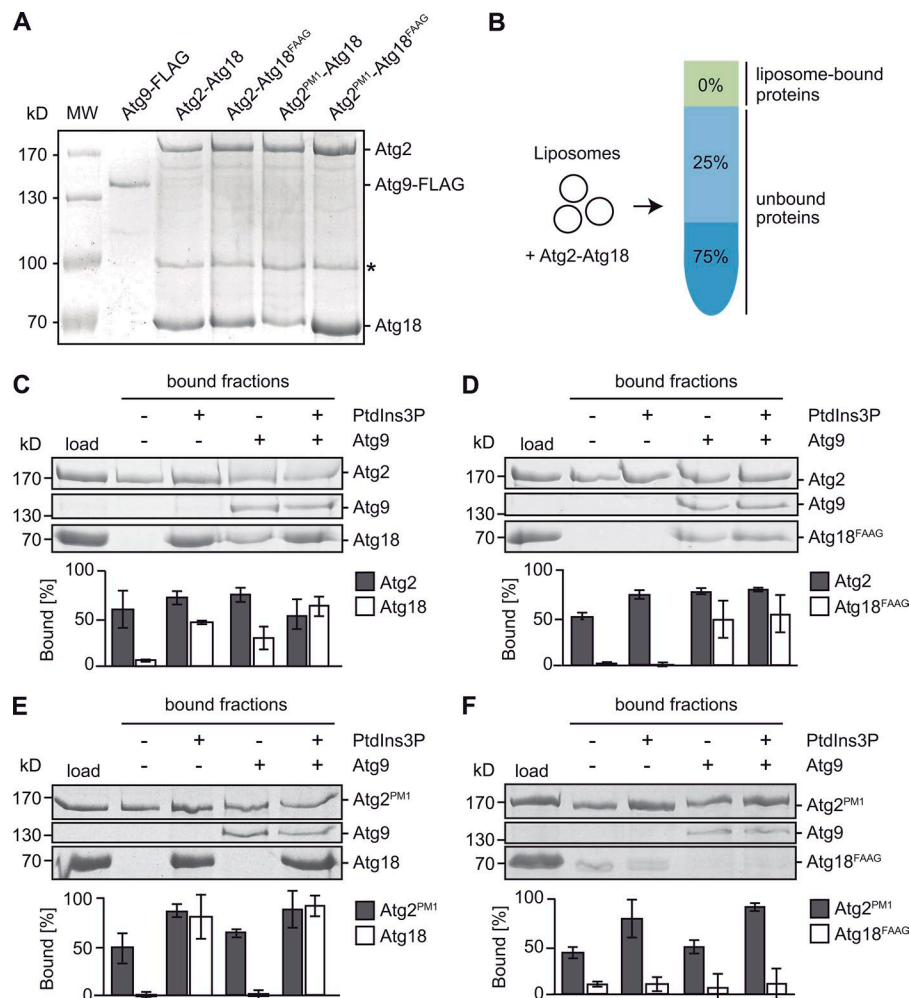 A
Atg9-FLAG
Atg2-Atg18
Atg2-Atg18FAAG
Atg2PM1-Atg18
Atg2PM1-Atg18FAAG
kD MW
170
130
100
70
Atg2
Atg9-FLAG
*
Atg18
B
Liposomes
+ Atg2-Atg18
0%
25%
75%
liposome-bound
proteins
unbound
proteins
C
bound fractions
- + - + PtdIns3P
kD load - - + + Atg9
170 Atg2
130 Atg9
70 Atg18
Bound [%]
100
50
0
Atg2
Atg18
D
bound fractions
- + - + PtdIns3P
kD load - - + + Atg9
170 Atg2
130 Atg9
70 Atg18FAAG
Bound [%]
100
50
0
Atg2
Atg18FAAG
E
bound fractions
- + - + PtdIns3P
kD load - - + + Atg9
170 Atg2PM1
130 Atg9
70 Atg18
Bound [%]
100
50
0
Atg2PM1
Atg18
F
bound fractions
- + - + PtdIns3P
kD load - - + + Atg9
170 Atg2PM1
130 Atg9
70 Atg18FAAG
Bound [%]
100
50
0
Atg2PM1
Atg18FAAG